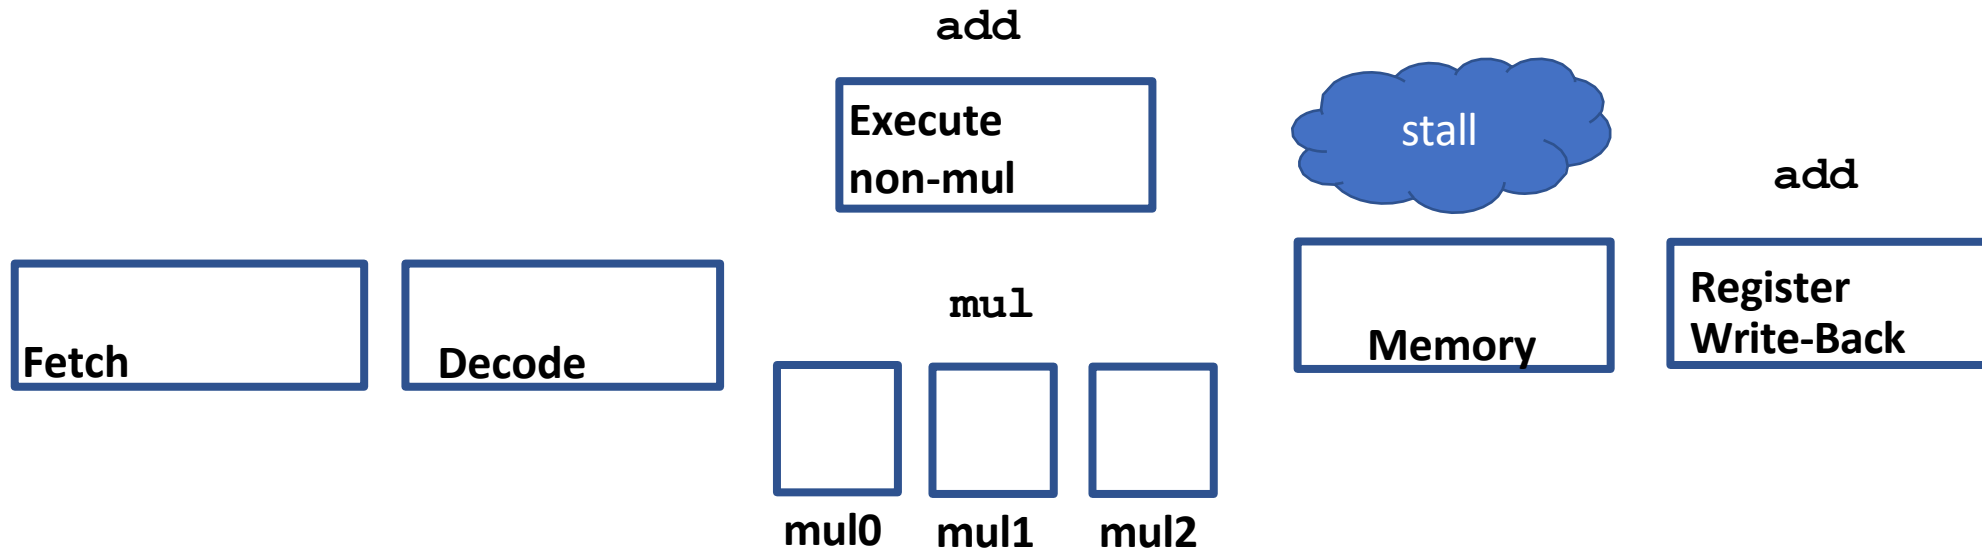 add
Execute
non-mul
stall
add
Fetch
Decode
mul
Memory
Register
Write-Back
mul0
mul1
mul2